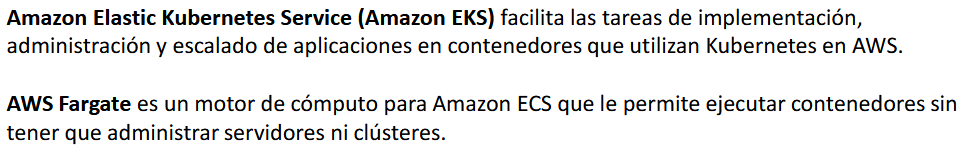 Amazon Elastic Kubernetes Service (Amazon EKS) facilita las tareas de implementación,
administración y escalado de aplicaciones en contenedores que utilizan Kubernetes en AWS.
AWS Fargate es un motor de cómputo para Amazon ECS que le permite ejecutar contenedores sin
tener que administrar servidores ni clústeres.